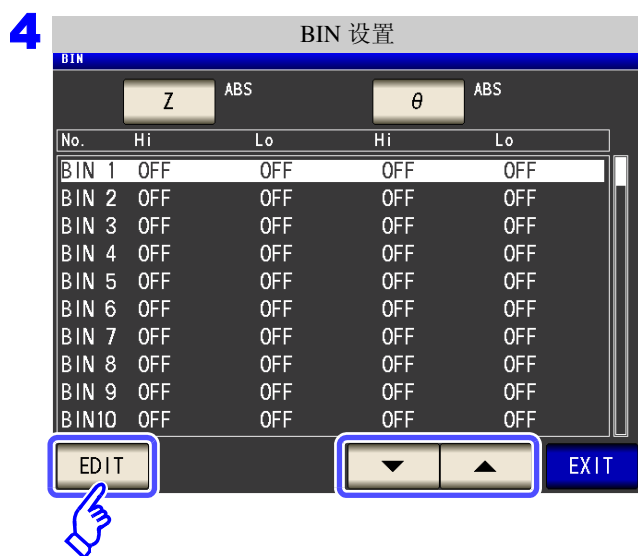 4
BIN 设置
BIN
Z ABS θ ABS
No. Hi Lo Hi Lo
BIN 1 OFF OFF OFF OFF
BIN 2 OFF OFF OFF OFF
BIN 3 OFF OFF OFF OFF
BIN 4 OFF OFF OFF OFF
BIN 5 OFF OFF OFF OFF
BIN 6 OFF OFF OFF OFF
BIN 7 OFF OFF OFF OFF
BIN 8 OFF OFF OFF OFF
BIN 9 OFF OFF OFF OFF
BIN10 OFF OFF OFF OFF
EDIT ▼ ▲ EXIT